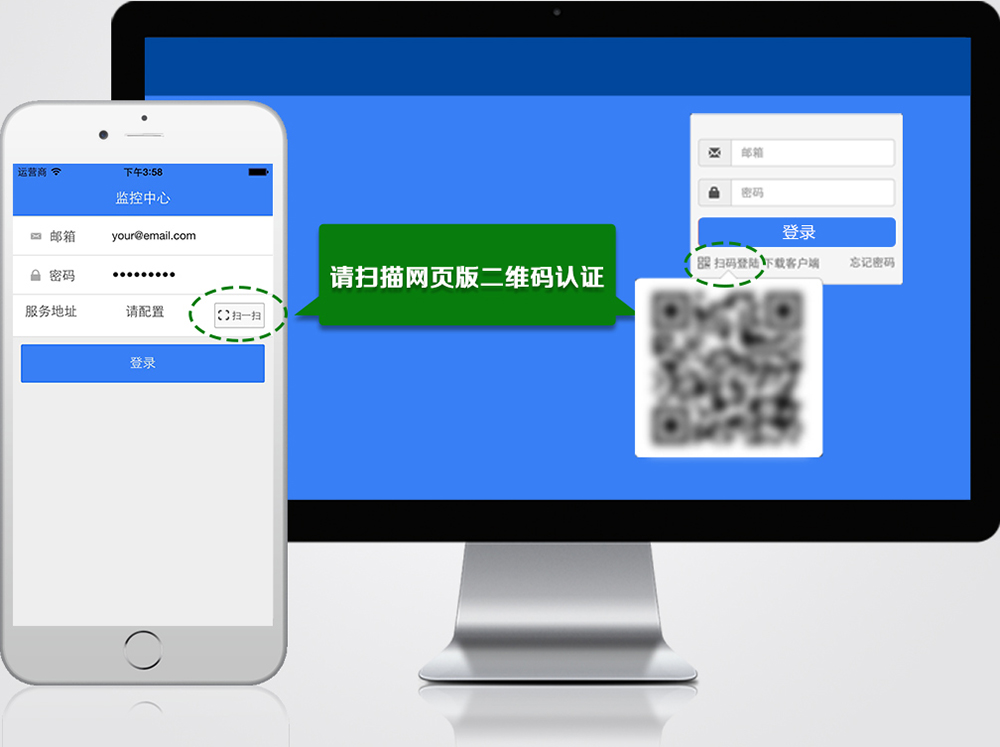 运营商 下午3:58
监控中心
邮箱 your@email.com
密码 •••••••••
服务地址 请配置 扫一扫
登录
请扫描网页版二维码认证
邮箱
密码
登录
扫码登陆 下载客户端 忘记密码